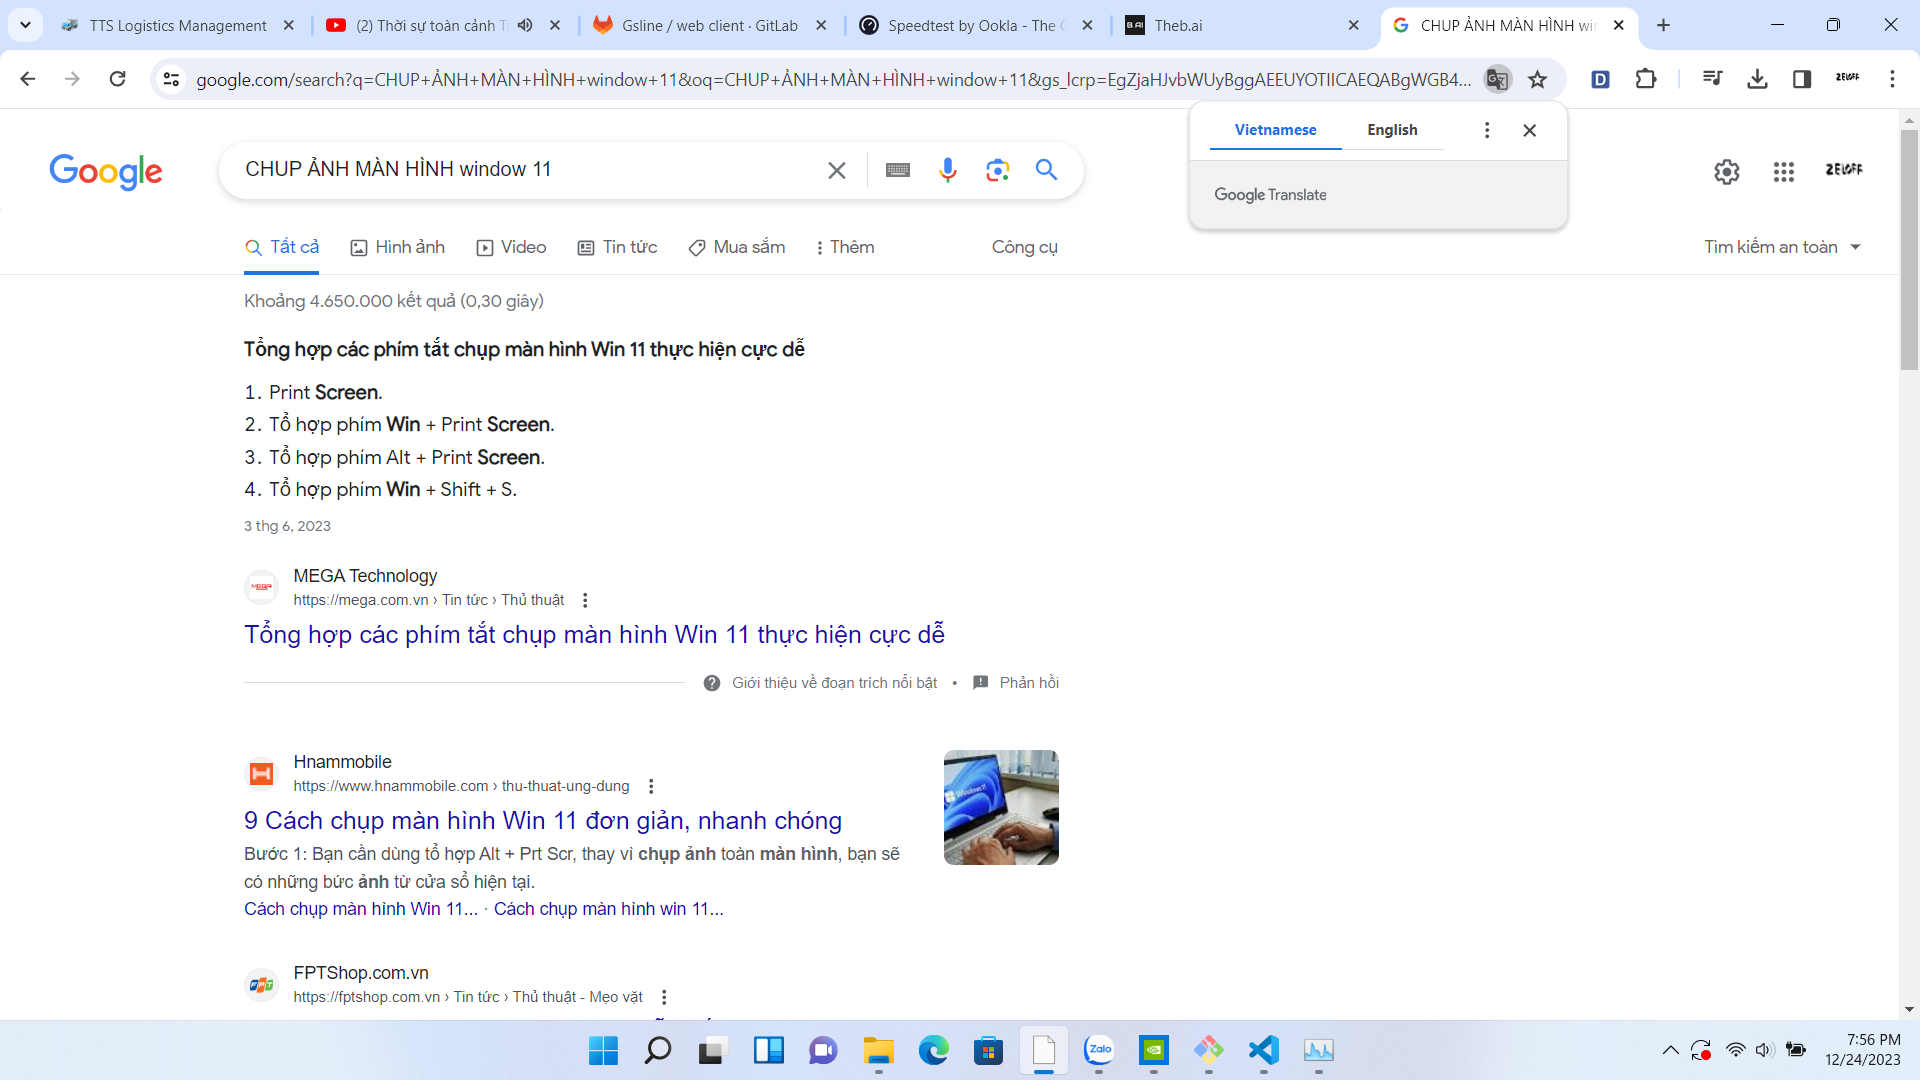 TTS Logistics Management
(2) Thời sự toàn cảnh
Gsline / web client · GitLab
Speedtest by Ookla - The
B.AI
Theb.ai
CHUP ẢNH MÀN HÌNH
google.com/search?q=CHUP+ẢNH+MÀN+HÌNH+window+11&oq=CHUP+ẢNH+MÀN+HÌNH+window+11&gs_lcrp=EgZjaHJvbWUyBggAEEUYOTIICAEQABgWGB4...
D
ZELOFF
Vietnamese
English
Google Translate
Google
CHUP ẢNH MÀN HÌNH window 11
ZELOFF
Tất cả
Hình ảnh
Video
Tin tức
Mua sắm
Thêm
Công cụ
Tìm kiếm an toàn
Khoảng 4.650.000 kết quả (0,30 giây)
Tổng hợp các phím tắt chụp màn hình Win 11 thực hiện cực dễ
1. Print Screen.
2. Tổ hợp phím Win + Print Screen.
3. Tổ hợp phím Alt + Print Screen.
4. Tổ hợp phím Win + Shift + S.
3 thg 6, 2023
MEGA Technology
https://mega.com.vn › Tin tức › Thủ thuật
Tổng hợp các phím tắt chụp màn hình Win 11 thực hiện cực dễ
Giới thiệu về đoạn trích nổi bật • Phản hồi
Hnammobile
https://www.hnammobile.com › thu-thuat-ung-dung
9 Cách chụp màn hình Win 11 đơn giản, nhanh chóng
Bước 1: Bạn cần dùng tổ hợp Alt + Prt Scr, thay vì chụp ảnh toàn màn hình, bạn sẽ
có những bức ảnh từ cửa sổ hiện tại.
Cách chụp màn hình Win 11... · Cách chụp màn hình win 11...
FPT
FPTShop.com.vn
https://fptshop.com.vn › Tin tức › Thủ thuật - Mẹo vặt
Zalo
7:56 PM
12/24/2023